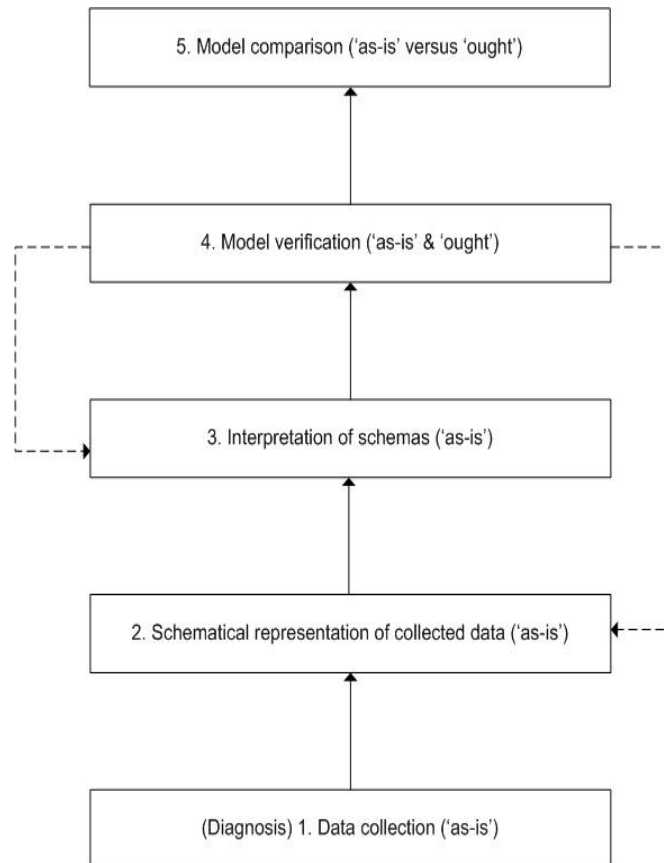 5. Model comparison (‘as-is’ versus ‘ought’)
4. Model verification (‘as-is’ & ‘ought’)
3. Interpretation of schemas (‘as-is’)
2. Schematical representation of collected data (‘as-is’)
(Diagnosis) 1. Data collection (‘as-is’)